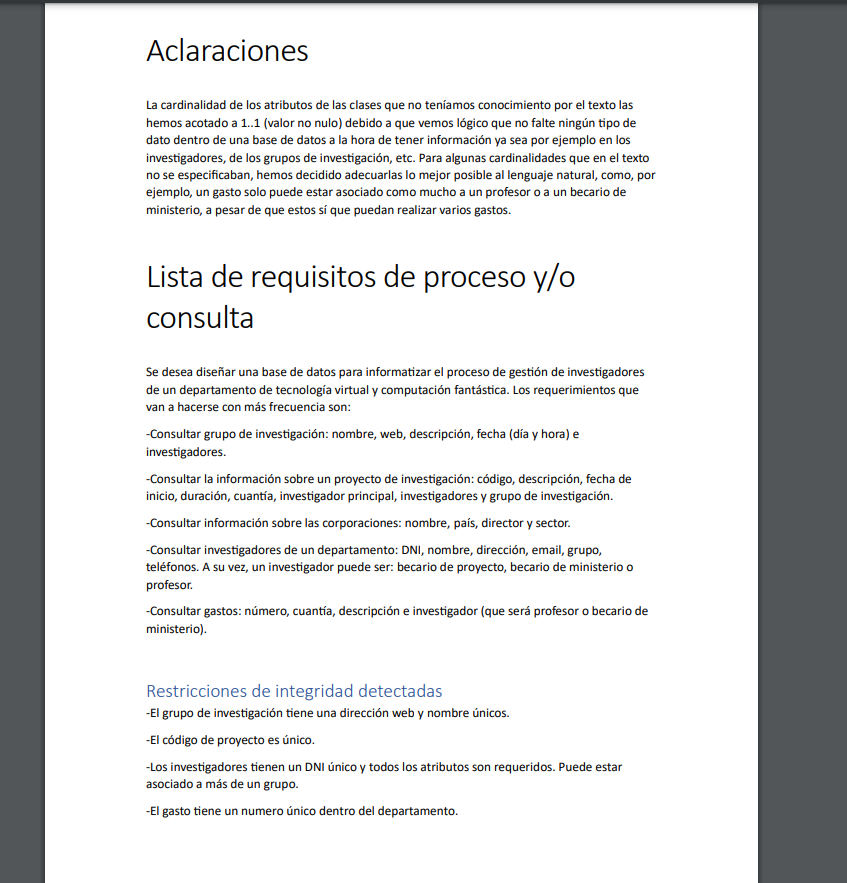 Aclaraciones
La cardinalidad de los atributos de las clases que no teníamos conocimiento por el texto las
hemos acotado a 1..1 (valor no nulo) debido a que vemos lógico que no falte ningún tipo de
dato dentro de una base de datos a la hora de tener información ya sea por ejemplo en los
investigadores, de los grupos de investigación, etc. Para algunas cardinalidades que en el texto
no se especificaban, hemos decidido adecuarlas lo mejor posible al lenguaje natural, como, por
ejemplo, un gasto solo puede estar asociado como mucho a un profesor o a un becario de
ministerio, a pesar de que estos sí que puedan realizar varios gastos.
Lista de requisitos de proceso y/o
consulta
Se desea diseñar una base de datos para informatizar el proceso de gestión de investigadores
de un departamento de tecnología virtual y computación fantástica. Los requerimientos que
van a hacerse con más frecuencia son:
-Consultar grupo de investigación: nombre, web, descripción, fecha (día y hora) e
investigadores.
-Consultar la información sobre un proyecto de investigación: código, descripción, fecha de
inicio, duración, cuantía, investigador principal, investigadores y grupo de investigación.
-Consultar información sobre las corporaciones: nombre, país, director y sector.
-Consultar investigadores de un departamento: DNI, nombre, dirección, email, grupo,
teléfonos. A su vez, un investigador puede ser: becario de proyecto, becario de ministerio o
profesor.
-Consultar gastos: número, cuantía, descripción e investigador (que será profesor o becario de
ministerio).
Restricciones de integridad detectadas
-El grupo de investigación tiene una dirección web y nombre únicos.
-El código de proyecto es único.
-Los investigadores tienen un DNI único y todos los atributos son requeridos. Puede estar
asociado a más de un grupo.
-El gasto tiene un numero único dentro del departamento.